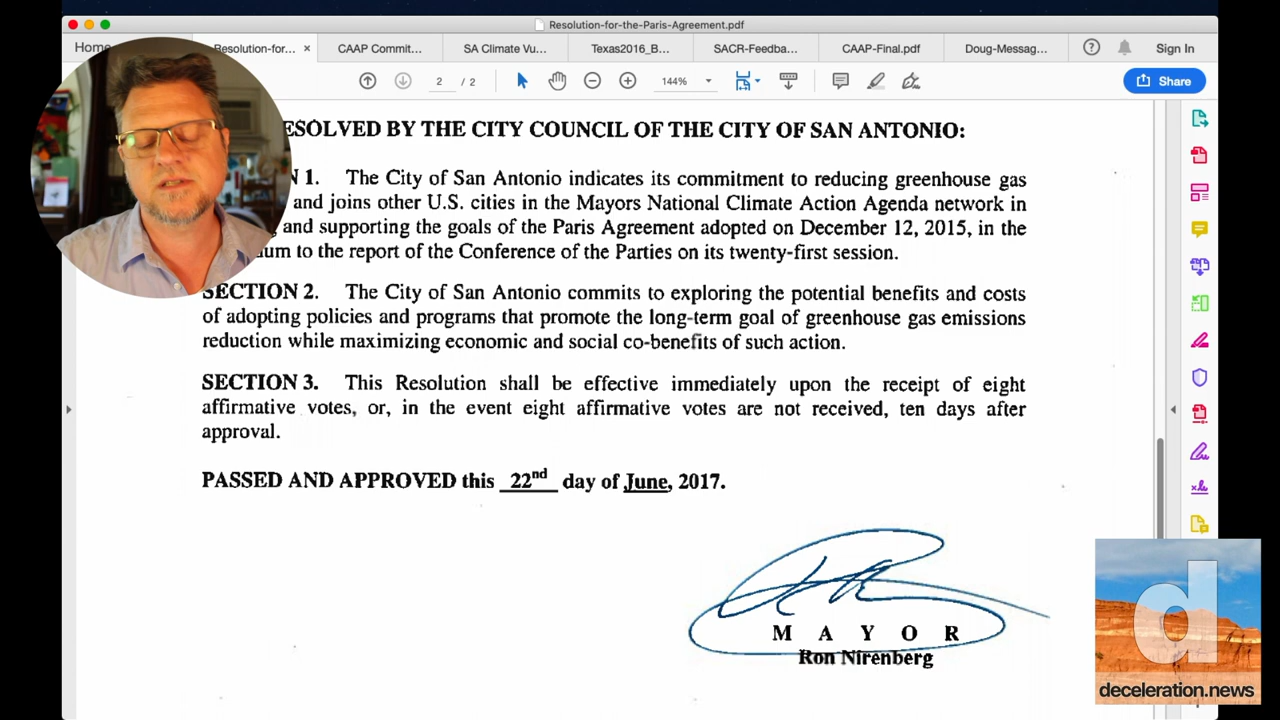 Resolution-for-the-Paris-Agreement.pdf
Home
Resolution-for... ×
CAAP Commit...
SA Climate Vu...
Texas2016_B...
SACR-Feedba...
CAAP-Final.pdf
Doug-Messag...
Sign In
2 / 2
144%
Share
ESOLVED BY THE CITY COUNCIL OF THE CITY OF SAN ANTONIO:
N 1. The City of San Antonio indicates its commitment to reducing greenhouse gas
and joins other U.S. cities in the Mayors National Climate Action Agenda network in
and supporting the goals of the Paris Agreement adopted on December 12, 2015, in the
um to the report of the Conference of the Parties on its twenty-first session.
SECTION 2. The City of San Antonio commits to exploring the potential benefits and costs
of adopting policies and programs that promote the long-term goal of greenhouse gas emissions
reduction while maximizing economic and social co-benefits of such action.
SECTION 3. This Resolution shall be effective immediately upon the receipt of eight
affirmative votes, or, in the event eight affirmative votes are not received, ten days after
approval.
PASSED AND APPROVED this 22nd day of June, 2017.
M A Y O R
Ron Nirenberg
d
deceleration.news